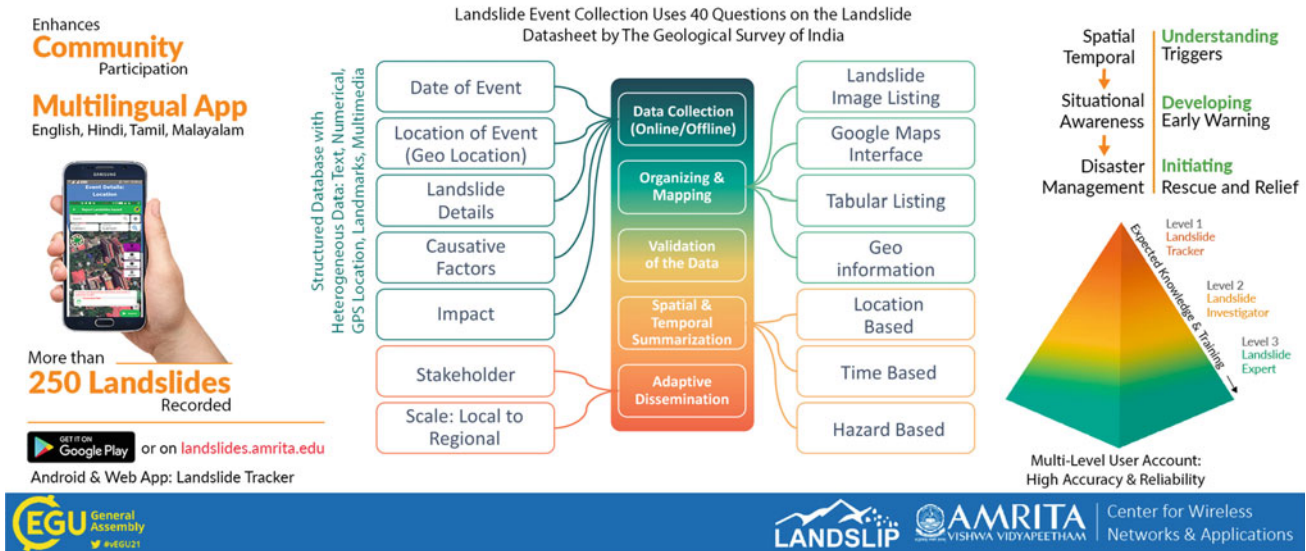 Enhances
Community
Participation
Multilingual App
English, Hindi, Tamil, Malayalam
SAMSUNG
Event Details:
Location
More than
250 Landslides
Recorded
GET IT ON
Google Play
or on landslides.amrita.edu
Android & Web App: Landslide Tracker
Landslide Event Collection Uses 40 Questions on the Landslide
Datasheet by The Geological Survey of India
Structured Database with
Heterogeneous Data: Text, Numerical,
GPS Location, Landmarks, Multimedia
Date of Event
Location of Event
(Geo Location)
Landslide
Details
Causative
Factors
Impact
Stakeholder
Scale: Local to
Regional
Data Collection
(Online/Offline)
Organizing &
Mapping
Validation
of the Data
Spatial &
Temporal
Summarization
Adaptive
Dissemination
Landslide
Image Listing
Google Maps
Interface
Tabular Listing
Geo
information
Location
Based
Time Based
Hazard Based
Spatial
Temporal
Understanding
Triggers
Situational
Awareness
Developing
Early Warning
Disaster
Management
Initiating
Rescue and Relief
Level 1
Landslide
Tracker
Level 2
Landslide
Investigator
Level 3
Landslide
Expert
Expected Knowledge & Training
Multi-Level User Account:
High Accuracy & Reliability
EGU General
Assembly
#vEGU21
LANDSLIP
AMRITA
VISHWA VIDYAPEETHAM
Center for Wireless
Networks & Applications